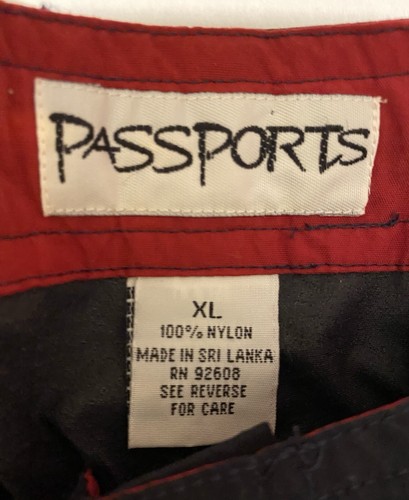 PASSPORTS
XL
100% NYLON
MADE IN SRI LANKA
RN 92608
SEE REVERSE
FOR CARE